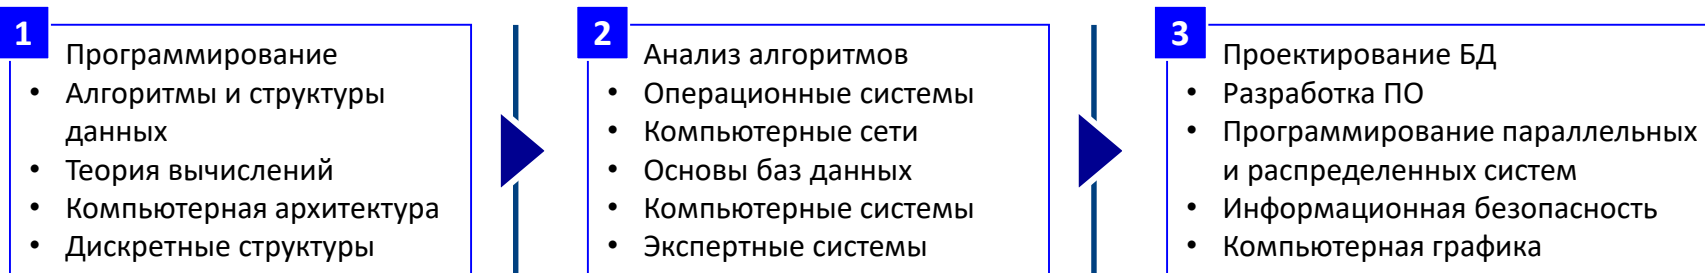 1
Программирование
• Алгоритмы и структуры
данных
• Теория вычислений
• Компьютерная архитектура
• Дискретные структуры
2
Анализ алгоритмов
• Операционные системы
• Компьютерные сети
• Основы баз данных
• Компьютерные системы
• Экспертные системы
3
Проектирование БД
• Разработка ПО
• Программирование параллельных
и распределенных систем
• Информационная безопасность
• Компьютерная графика